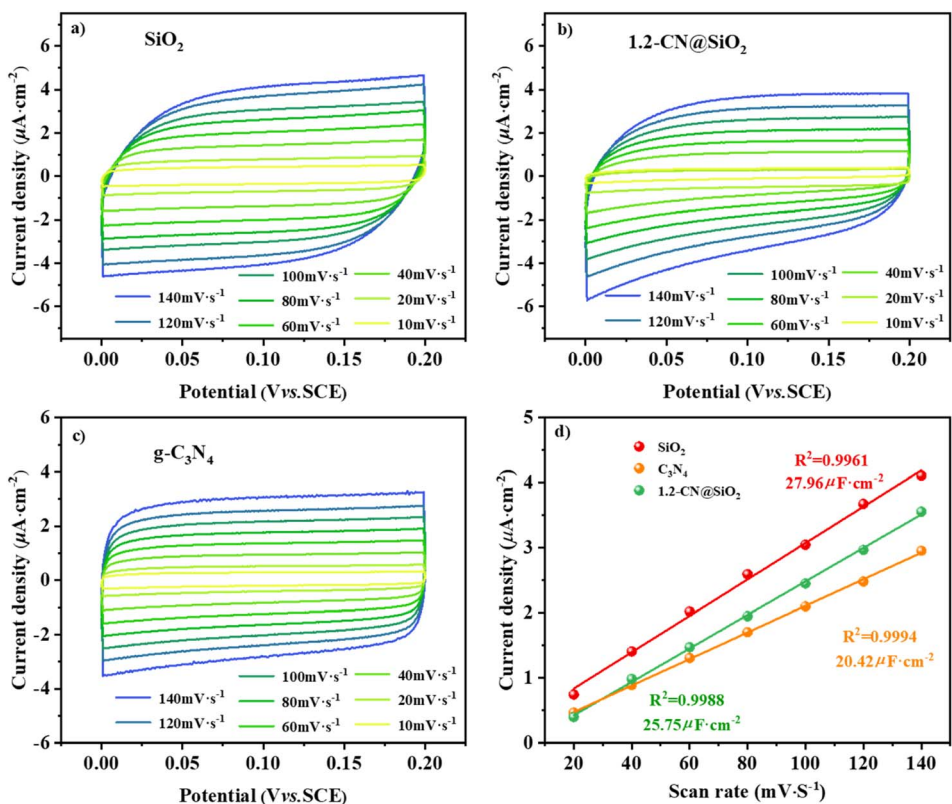 a)
SiO₂
Current density (μA·cm⁻²)
6
4
2
0
-2
-4
-6
140mV·s⁻¹
120mV·s⁻¹
100mV·s⁻¹
80mV·s⁻¹
60mV·s⁻¹
40mV·s⁻¹
20mV·s⁻¹
10mV·s⁻¹
0.00 0.05 0.10 0.15 0.20
Potential (Vvs.SCE)
b)
1.2-CN@SiO₂
Current density (μA·cm⁻²)
6
4
2
0
-2
-4
-6
140mV·s⁻¹
120mV·s⁻¹
100mV·s⁻¹
80mV·s⁻¹
60mV·s⁻¹
40mV·s⁻¹
20mV·s⁻¹
10mV·s⁻¹
0.00 0.05 0.10 0.15 0.20
Potential (Vvs.SCE)
c)
g-C₃N₄
Current density (μA·cm⁻²)
6
4
2
0
-2
-4
-6
140mV·s⁻¹
120mV·s⁻¹
100mV·s⁻¹
80mV·s⁻¹
60mV·s⁻¹
40mV·s⁻¹
20mV·s⁻¹
10mV·s⁻¹
0.00 0.05 0.10 0.15 0.20
Potential (Vvs.SCE)
d)
SiO₂
C₃N₄
1.2-CN@SiO₂
R²=0.9961
27.96μF·cm⁻²
R²=0.9994
20.42μF·cm⁻²
R²=0.9988
25.75μF·cm⁻²
Current density (μA·cm⁻²)
5
4
3
2
1
0
20 40 60 80 100 120 140
Scan rate (mV·S⁻¹)